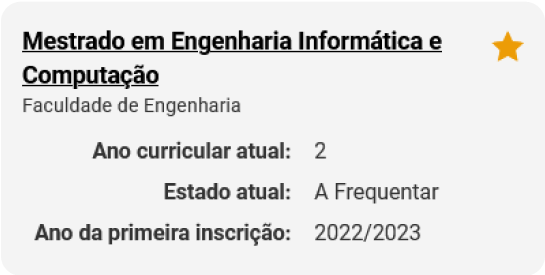 Mestrado em Engenharia Informática e
Computação
Faculdade de Engenharia
Ano curricular atual: 2
Estado atual: A Frequentar
Ano da primeira inscrição: 2022/2023